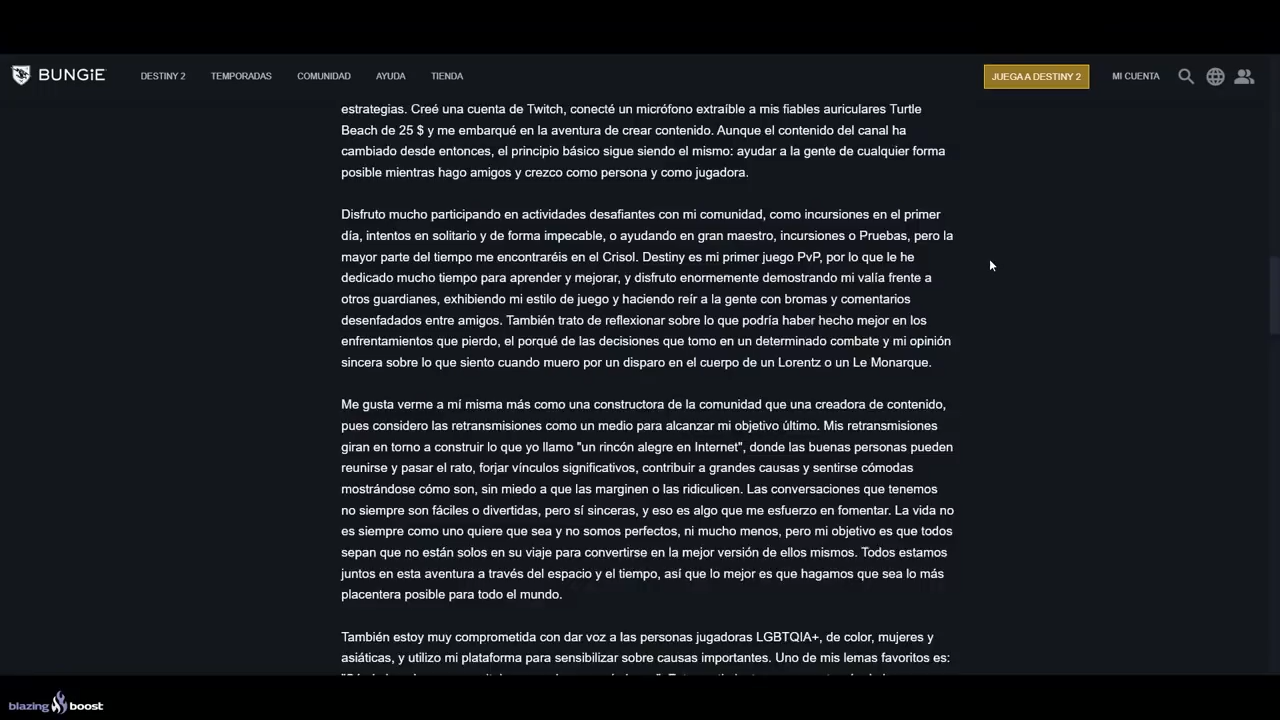 BUNGiE
DESTINY 2
TEMPORADAS
COMUNIDAD
AYUDA
TIENDA
JUEGA A DESTINY 2
MI CUENTA
estrategias. Creé una cuenta de Twitch, conecté un micrófono extraíble a mis fiables auriculares Turtle
Beach de 25 $ y me embarqué en la aventura de crear contenido. Aunque el contenido del canal ha
cambiado desde entonces, el principio básico sigue siendo el mismo: ayudar a la gente de cualquier forma
posible mientras hago amigos y crezco como persona y como jugadora.
Disfruto mucho participando en actividades desafiantes con mi comunidad, como incursiones en el primer
día, intentos en solitario y de forma impecable, o ayudando en gran maestro, incursiones o Pruebas, pero la
mayor parte del tiempo me encontraréis en el Crisol. Destiny es mi primer juego PvP, por lo que le he
dedicado mucho tiempo para aprender y mejorar, y disfruto enormemente demostrando mi valía frente a
otros guardianes, exhibiendo mi estilo de juego y haciendo reír a la gente con bromas y comentarios
desenfadados entre amigos. También trato de reflexionar sobre lo que podría haber hecho mejor en los
enfrentamientos que pierdo, el porqué de las decisiones que tomo en un determinado combate y mi opinión
sincera sobre lo que siento cuando muero por un disparo en el cuerpo de un Lorentz o un Le Monarque.
Me gusta verme a mí misma más como una constructora de la comunidad que una creadora de contenido,
pues considero las retransmisiones como un medio para alcanzar mi objetivo último. Mis retransmisiones
giran en torno a construir lo que yo llamo "un rincón alegre en Internet", donde las buenas personas pueden
reunirse y pasar el rato, forjar vínculos significativos, contribuir a grandes causas y sentirse cómodas
mostrándose cómo son, sin miedo a que las marginen o las ridiculicen. Las conversaciones que tenemos
no siempre son fáciles o divertidas, pero sí sinceras, y eso es algo que me esfuerzo en fomentar. La vida no
es siempre como uno quiere que sea y no somos perfectos, ni mucho menos, pero mi objetivo es que todos
sepan que no están solos en su viaje para convertirse en la mejor versión de ellos mismos. Todos estamos
juntos en esta aventura a través del espacio y el tiempo, así que lo mejor es que hagamos que sea lo más
placentera posible para todo el mundo.
También estoy muy comprometida con dar voz a las personas jugadoras LGBTQIA+, de color, mujeres y
asiáticas, y utilizo mi plataforma para sensibilizar sobre causas importantes. Uno de mis lemas favoritos es:
blazing boost